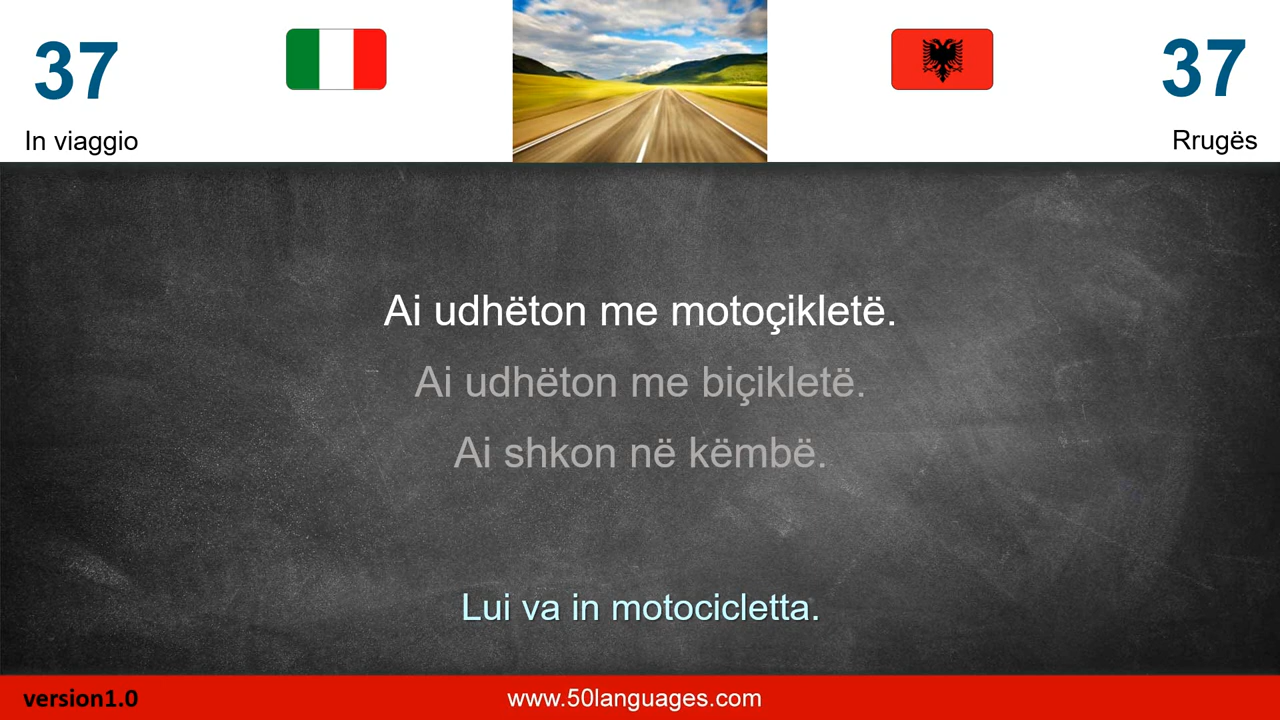 37
37
In viaggio
Rrugës
Ai udhëton me motoçikletë.
Ai udhëton me biçikletë.
Ai shkon në këmbë.
Lui va in motocicletta.
version1.0
www.50languages.com